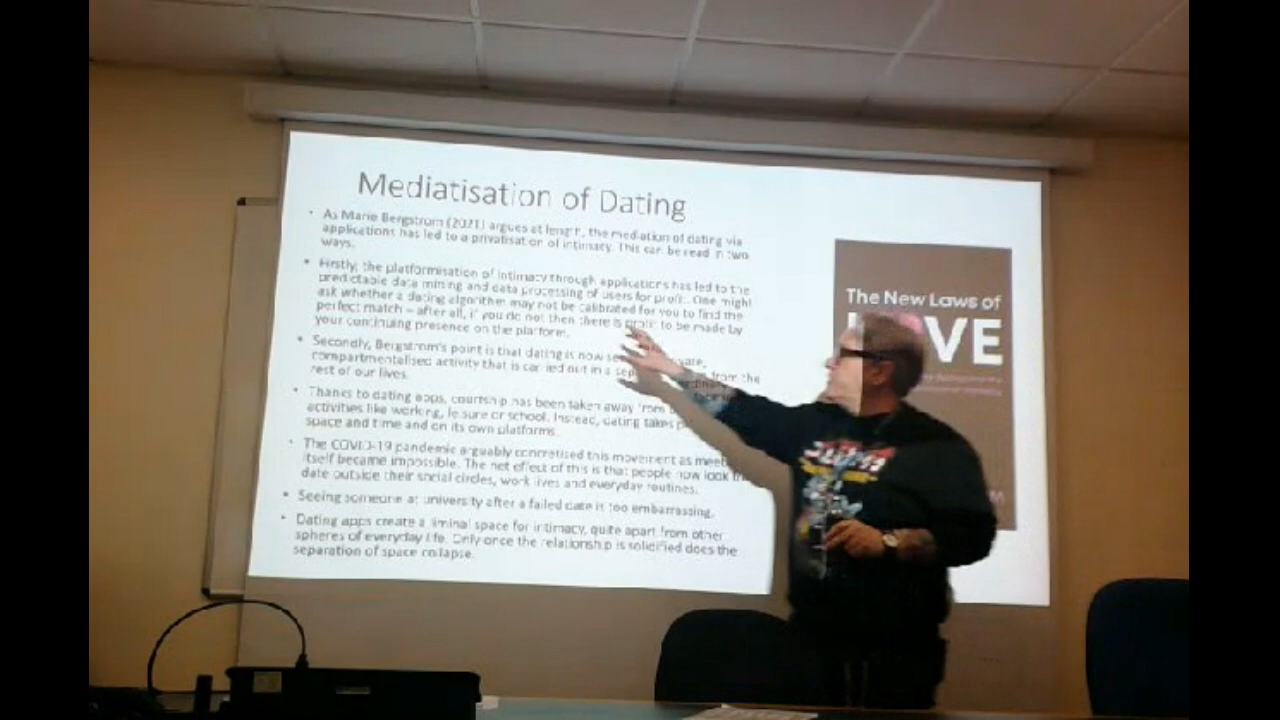 Mediatisation of Dating
• As Marie Bergstrom (2021) argues at length, the mediation of dating via
applications has led to a privatisation of intimacy. This can be read in two
ways.
• Firstly, the platformisation of intimacy through applications has led to the
predictable data mining and data processing of users for profit. One might
ask whether a dating algorithm may not be calibrated for you to find the
perfect match – after all, if you do not then there is profit to be made by
your continuing presence on the platform.
• Secondly, Bergstrom's point is that dating is now
compartmentalised activity that is carried out in a from the
rest of our lives.
• Thanks to dating apps, courtship has been taken away from
activities like working, leisure or school. Instead, dating takes
space and time and on its own platforms.
• The COVID-19 pandemic arguably concretised this movement as
itself became impossible. The net effect of this is that people now look
date outside their social circles, work lives and everyday routines.
• Seeing someone at university after a failed date is too embarrassing.
• Dating apps create a liminal space for intimacy, quite apart from other
spheres of everyday life. Only once the relationship is solidified does the
separation of space collapse.
The New Laws of